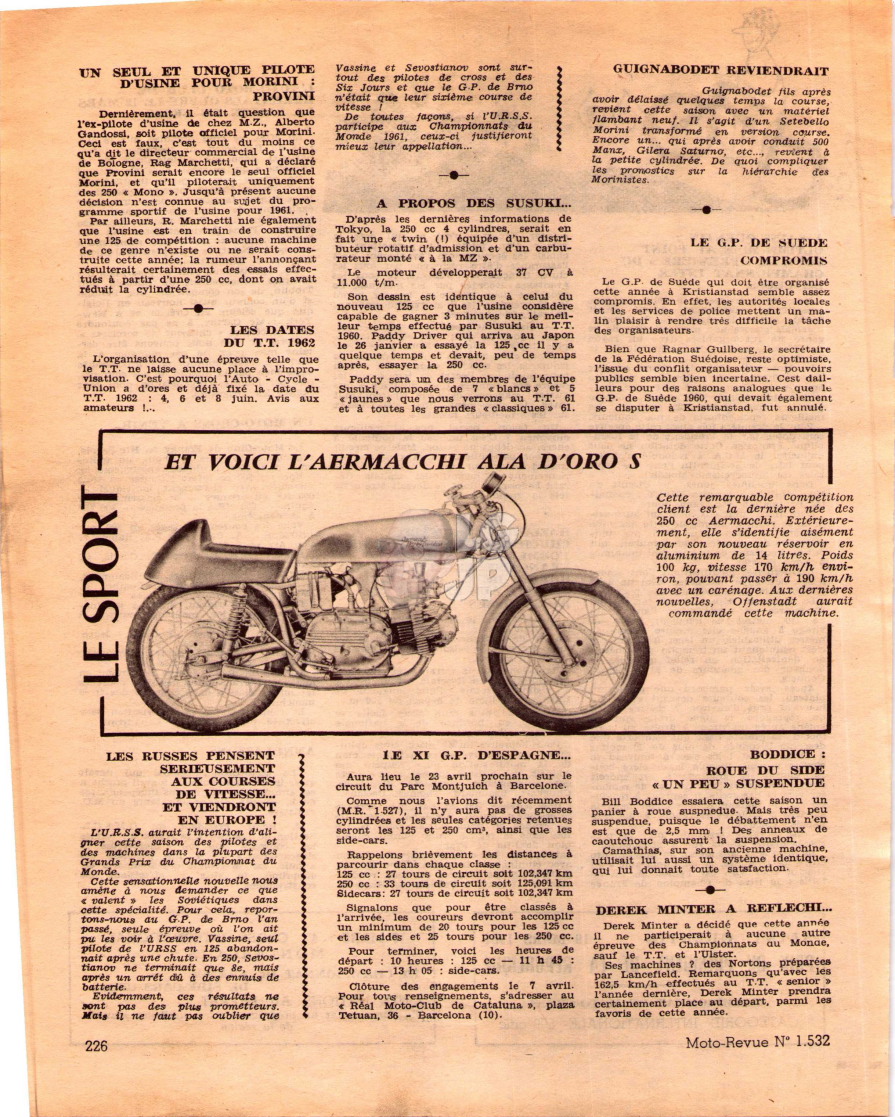 UN SEUL ET UNIQUE PILOTE
D'USINE POUR MORINI :
PROVINI
Dernièrement, il était question que
l'ex-pilote d'usine de chez M.Z., Alberto
Gandossi, soit pilote officiel pour Morini.
Ceci est faux, c'est tout du moins ce
qu'a dit le directeur commercial de l'usine
de Bologne, Rag Marchetti, qui a déclaré
que Provini serait encore le seul officiel
Morini, et qu'il piloterait uniquement
des 250 « Mono ». Jusqu'à présent aucune
décision n'est connue au sujet du pro-
gramme sportif de l'usine pour 1961.
Par ailleurs, R. Marchetti nie également
que l'usine est en train de construire
une 125 de compétition : aucune machine
de ce genre n'existe ou ne serait cons-
truite cette année; la rumeur l'annonçant
résulterait certainement des essais effec-
tués à partir d'une 250 cc, dont on avait
réduit la cylindrée.
LES DATES
DU T.T. 1962
L'organisation d'une épreuve telle que
le T.T. ne laisse aucune place à l'impro-
visation. C'est pourquoi l'Auto - Cycle -
Union a d'ores et déjà fixé la date du
T.T. 1962 : 4, 6 et 8 juin. Avis aux
amateurs !...
Vassine et Sevostianov sont sur-
tout des pilotes de cross et des
Six Jours et que le G.P. de Brno
n'était que leur sixième course de
vitesse !
De toutes façons, si l'U.R.S.S.
participe aux Championnats du
Monde 1961, ceux-ci justifieront
mieux leur appellation...
A PROPOS DES SUSUKI...
D'après les dernières informations de
Tokyo, la 250 cc 4 cylindres, serait en
fait une « twin (!) équipée d'un distri-
buteur rotatif d'admission et d'un carbu-
rateur monté « à la MZ ».
Le moteur développerait 37 CV à
11.000 t/m.
Son dessin est identique à celui du
nouveau 125 cc que l'usine considère
capable de gagner 3 minutes sur le meil-
leur temps effectué par Susuki au T.T.
1960. Paddy Driver qui arriva au Japon
le 26 janvier a essayé la 125 cc il y a
quelque temps et devait, peu de temps
après, essayer la 250 cc.
Paddy sera un des membres de l'équipe
Susuki, composée de 7 « blancs » et 5
« jaunes » que nous verrons au T.T. 61
et à toutes les grandes « classiques » 61.
GUIGNABODET REVIENDRAIT
Guignabodet fils après
avoir délaissé quelques temps la course,
revient cette saison avec un matériel
flambant neuf. Il s'agit d'un Setebello
Morini transformé en version course.
Encore un... qui après avoir conduit 500
Manx, Gilera Saturno, etc..., revient à
la petite cylindrée. De quoi compliquer
les pronostics sur la hiérarchie des
Morinistes.
LE G.P. DE SUEDE
COMPROMIS
Le G.P. de Suède qui doit être organisé
cette année à Kristianstad semble assez
compromis. En effet, les autorités locales
et les services de police mettent un ma-
lin plaisir à rendre très difficile la tâche
des organisateurs.
Bien que Ragnar Gullberg, le secrétaire
de la Fédération Suédoise, reste optimiste,
l'issue du conflit organisateur — pouvoirs
publics semble bien incertaine. Cest dail-
leurs pour des raisons analogues que le
G.P. de Suède 1960, qui devait également
se disputer à Kristianstad, fut annulé.
LE SPORT
ET VOICI L'AERMACCHI ALA D'ORO S
Cette remarquable compétition
client est la dernière née des
250 cc Aermacchi. Extérieure-
ment, elle s'identifie aisément
par son nouveau réservoir en
aluminium de 14 litres. Poids
100 kg, vitesse 170 km/h envi-
ron, pouvant passer à 190 km/h
avec un carénage. Aux dernières
nouvelles, Offenstadt aurait
commandé cette machine.
LES RUSSES PENSENT
SERIEUSEMENT
AUX COURSES
DE VITESSE...
ET VIENDRONT
EN EUROPE !
L'U.R.S.S. aurait l'intention d'ali-
gner cette saison des pilotes et
des machines dans la plupart des
Grands Prix du Championnat du
Monde.
Cette sensationnelle nouvelle nous
amène à nous demander ce que
« valent » les Soviétiques dans
cette spécialité. Pour cela, repor-
tons-nous au G.P. de Brno l'an
passé, seule épreuve où l'on ait
pu les voir à l'œuvre. Vassine, seul
pilote de l'URSS en 125 abandon-
nait après une chute. En 250, Sevos-
tianov ne terminait que 8e, mais
après un arrêt dû à des ennuis de
batterie.
Evidemment, ces résultats ne
sont pas des plus prometteurs.
Mais il ne faut pas oublier que
LE XI G.P. D'ESPAGNE...
Aura lieu le 23 avril prochain sur le
circuit du Parc Montjuich à Barcelone.
Comme nous l'avions dit récemment
(M.R. 1-527), il n'y aura pas de grosses
cylindrées et les seules catégories retenues
seront les 125 et 250 cm³, ainsi que les
side-cars.
Rappelons brièvement les distances à
parcourir dans chaque classe :
125 cc : 27 tours de circuit soit 102,347 km
250 cc : 33 tours de circuit soit 125,091 km
Sidecars: 27 tours de circuit soit 102,347 km
Signalons que pour être classés à
l'arrivée, les coureurs devront accomplir
un minimum de 20 tours pour les 125 cc
et les sides et 25 tours pour les 250 cc.
Pour terminer, voici les heures de
départ : 10 heures : 125 cc — 11 h 45 :
250 cc — 13 h 05 : side-cars.
Clôture des engagements le 7 avril.
Pour tous renseignements, s'adresser au
« Réal Moto-Club de Cataluna », plaza
Tetuan, 36 - Barcelona (10).
BODDICE :
ROUE DU SIDE
« UN PEU » SUSPENDUE
Bill Boddice essaiera cette saison un
panier à roue suspnedue. Mais très peu
suspendue, puisque le débattement n'en
est que de 2,5 mm ! Des anneaux de
caoutchouc assurent la suspension.
Camathias, sur son ancienne machine,
utilisait lui aussi un système identique,
qui lui donnait toute satisfaction.
DEREK MINTER A REFLECHI...
Derek Minter a décidé que cette année
il ne participerait à aucune autre
épreuve des Championnats du Monde,
sauf le T.T. et l'Ulster.
Ses machines ? des Nortons préparées
par Lancefield. Remarquons qu'avec les
162,5 km/h effectués au T.T. « senior »
l'année dernière, Derek Minter prendra
certainement place au départ, parmi les
favoris de cette année.
226
Moto-Revue N° 1.532